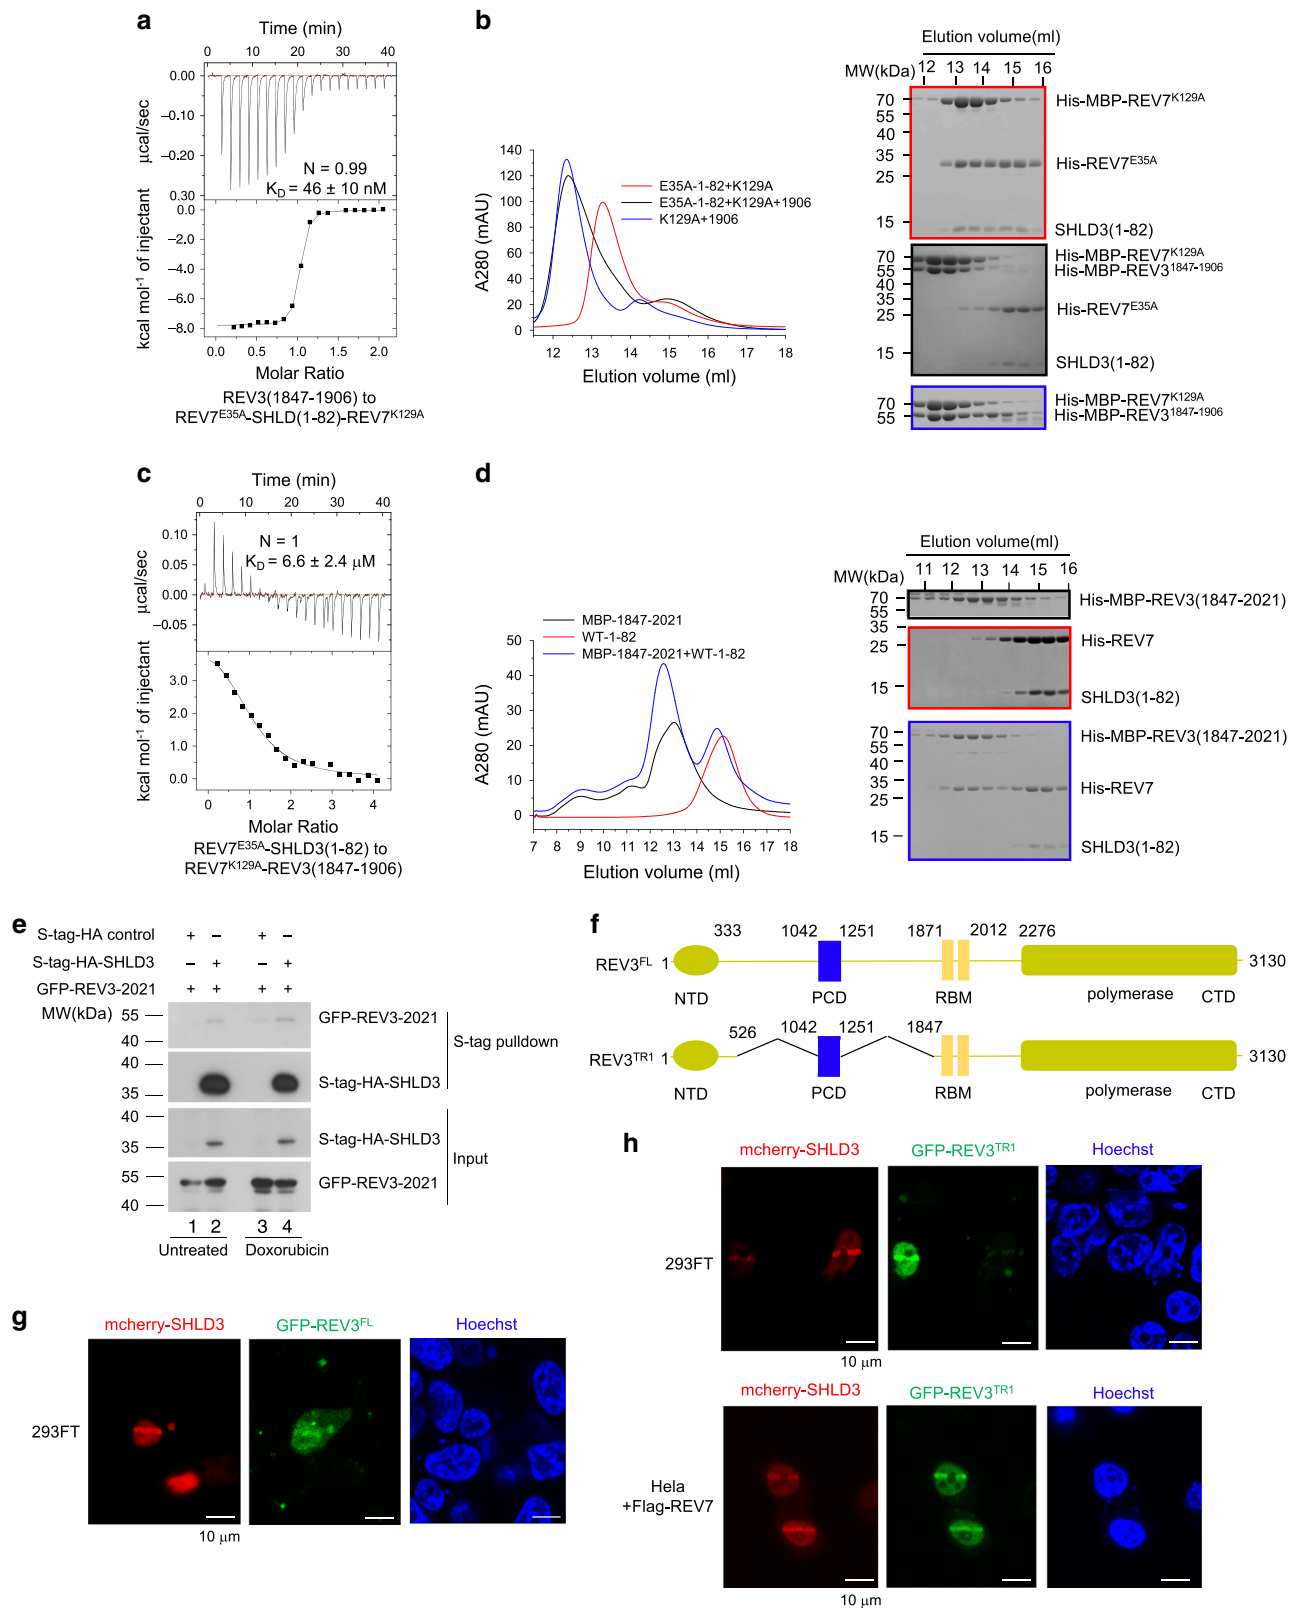 a
Time (min)
0 10 20 30 40
0.00
–0.10
–0.20
0.30
µcal/sec
N = 0.99
KD = 46 ± 10 nM
0.0
–2.0
–4.0
–6.0
–8.0
kcal mol-1 of injectant
0.0 0.5 1.0 1.5 2.0
Molar Ratio
REV3(1847-1906) to
REV7E35A-SHLD(1-82)-REV7K129A
b
140
120
100
80
60
40
20
0
A280 (mAU)
E35A-1-82+K129A
E35A-1-82+K129A+1906
K129A+1906
12 13 14 15 16 17 18
Elution volume (ml)
Elution volume(ml)
MW(kDa) 12 13 14 15 16
70
55
40
35
25
15
His-MBP-REV7K129A
His-REV7E35A
SHLD3(1-82)
70
55
40
35
25
15
His-MBP-REV7K129A
His-MBP-REV31847-1906
His-REV7E35A
SHLD3(1-82)
70
55
His-MBP-REV7K129A
His-MBP-REV31847-1906
c
Time (min)
0 10 20 30 40
0.10
0.05
0.00
–0.05
µcal/sec
N = 1
KD = 6.6 ± 2.4 µM
3.0
2.0
1.0
0.0
kcal mol-1 of injectant
0 1 2 3 4
Molar Ratio
REV7E35A-SHLD3(1-82) to
REV7K129A-REV3(1847-1906)
d
50
40
30
20
10
0
A280 (mAU)
MBP-1847-2021
WT-1-82
MBP-1847-2021+WT-1-82
7 8 9 10 11 12 13 14 15 16 17 18
Elution volume (ml)
Elution volume(ml)
MW(kDa) 11 12 13 14 15 16
70
55
His-MBP-REV3(1847-2021)
35
25
15
His-REV7
SHLD3(1-82)
70
55
40
35
25
15
His-MBP-REV3(1847-2021)
His-REV7
SHLD3(1-82)
e
S-tag-HA control + – + –
S-tag-HA-SHLD3 – + – +
GFP-REV3-2021 + + + +
MW(kDa)
55
40
GFP-REV3-2021
40
35
S-tag-HA-SHLD3
S-tag pulldown
40
35
S-tag-HA-SHLD3
55
40
GFP-REV3-2021
Input
1 2 3 4
Untreated Doxorubicin
f
333 1042 1251 1871 2012 2276
REV3FL 1 3130
NTD PCD RBM polymerase CTD
526 1042 1251 1847
REV3TR1 1 3130
NTD PCD RBM polymerase CTD
g
mcherry-SHLD3 GFP-REV3FL Hoechst
293FT
10 µm
h
mcherry-SHLD3 GFP-REV3TR1 Hoechst
293FT
10 µm
mcherry-SHLD3 GFP-REV3TR1 Hoechst
Hela
+Flag-REV7
10 µm